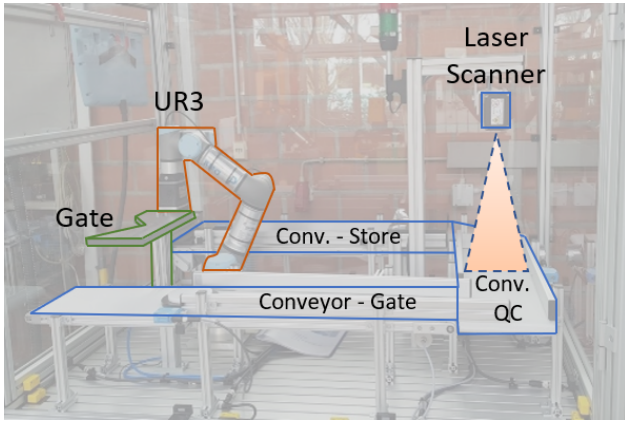 Laser
Scanner
UR3
Gate
Conv. - Store
Conv.
QC
Conveyor - Gate